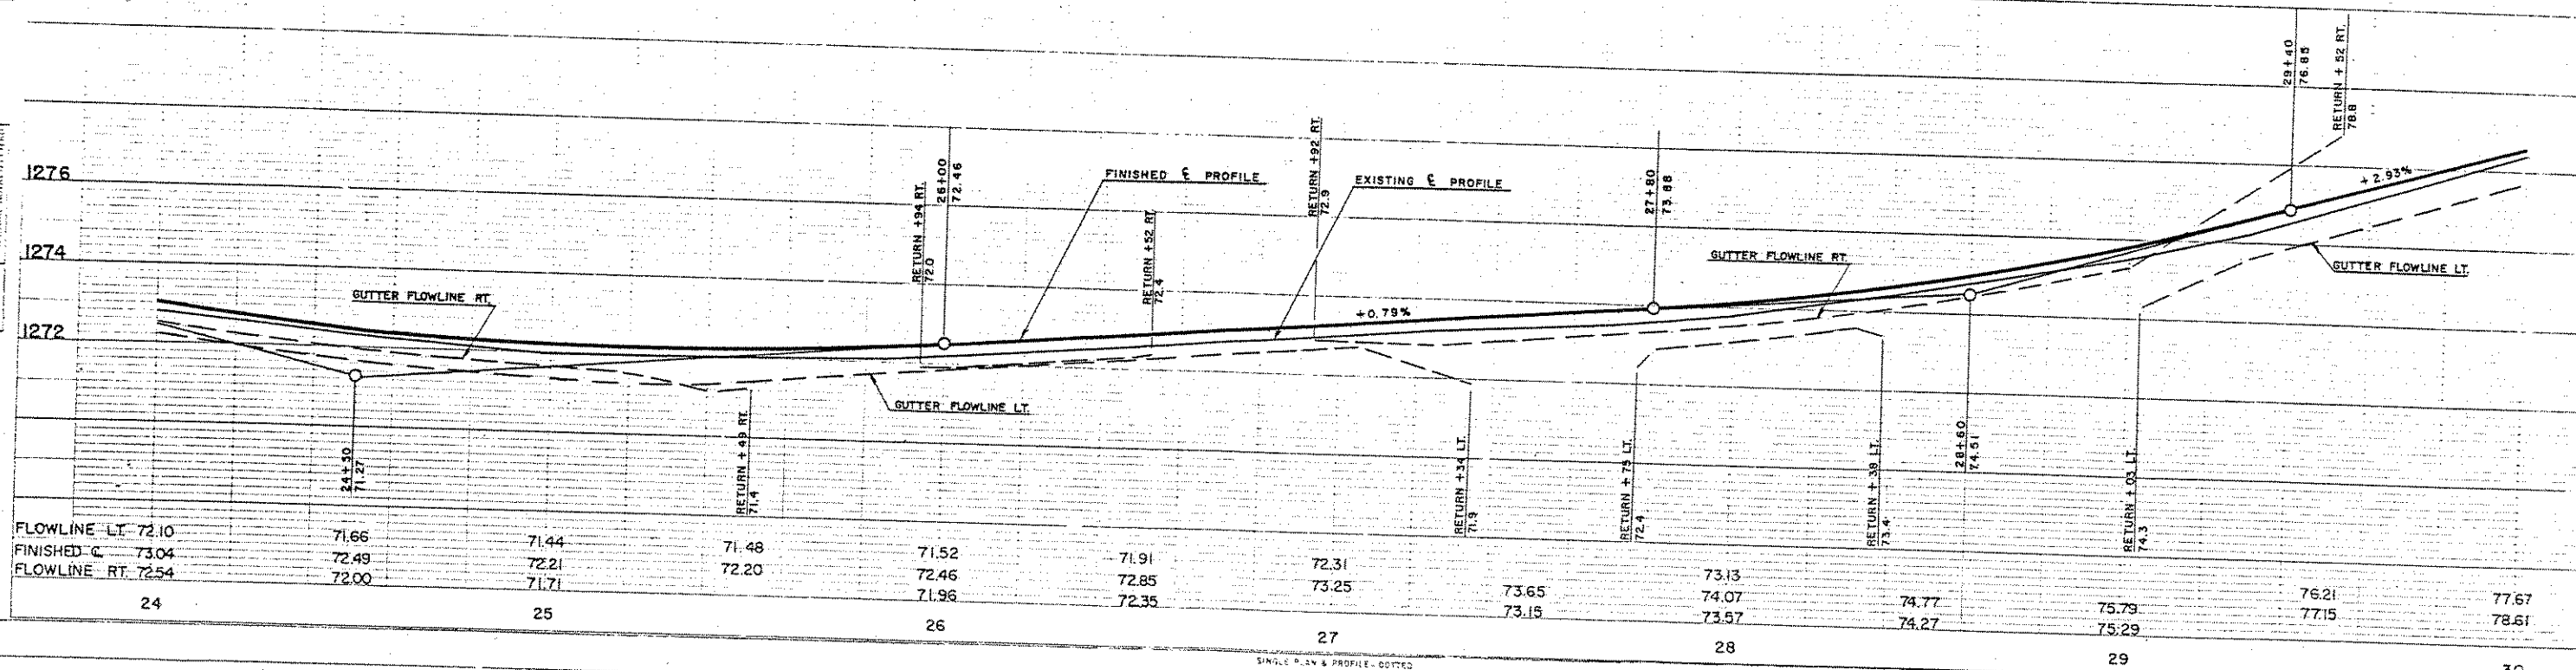 29+40
76.85
RETURN + 52 RT.
78.8
1276
1274
1272
RETURN +94 RT.
72.0
26+00
72.46
FINISHED ℄ PROFILE
RETURN +52 RT.
72.4
RETURN +92 RT.
72.9
EXISTING ℄ PROFILE
27+80
73.88
GUTTER FLOWLINE RT.
+2.93%
GUTTER FLOWLINE LT.
GUTTER FLOWLINE RT.
+0.79%
GUTTER FLOWLINE LT.
24+50
71.27
RETURN +49 RT.
71.4
RETURN +34 LT.
71.9
RETURN +75 LT.
72.4
RETURN +38 LT.
73.4
28+60
74.51
RETURN +03 LT.
74.3
FLOWLINE LT. 72.10 71.66 71.44 71.48 71.52 71.91 72.31 73.13 76.21 77.67
FINISHED ℄ 73.04 72.49 72.21 72.20 72.46 72.85 73.25 73.65 74.07 74.77 75.79 77.15 78.61
FLOWLINE RT. 72.54 72.00 71.71 71.96 72.35 73.15 73.57 74.27 75.29
24 25 26 27 28 29 30
SINGLE PLAN & PROFILE - DOTTED